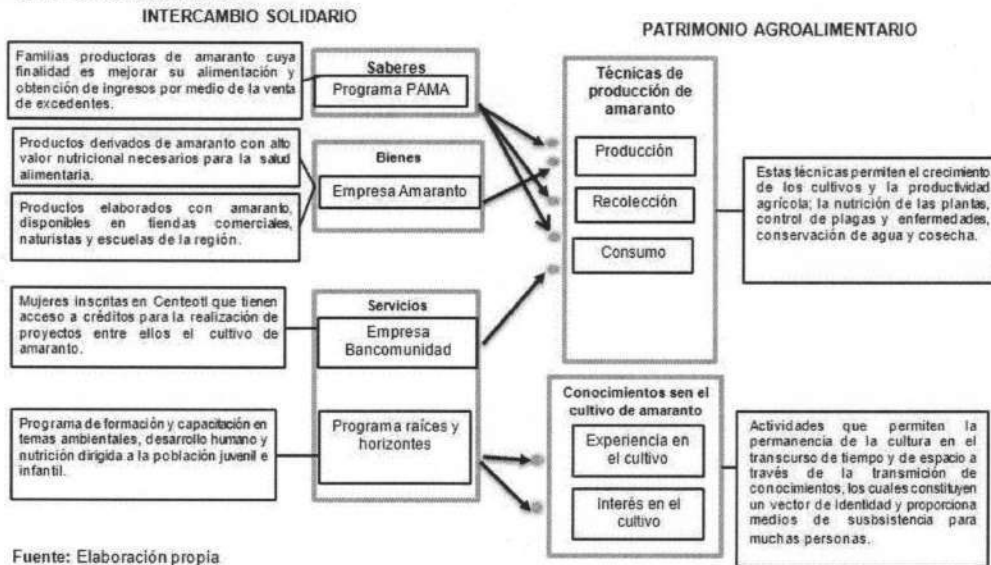 INTERCAMBIO SOLIDARIO
PATRIMONIO AGROALIMENTARIO
Familias productoras de amaranto cuya
finalidad es mejorar su alimentación y
obtención de ingresos por medio de la venta
de excedentes.
Saberes
Programa PAMA
Productos derivados de amaranto con alto
valor nutricional necesarios para la salud
alimentaria.
Productos elaborados con amaranto,
disponibles en tiendas comerciales,
naturistas y escuelas de la región.
Bienes
Empresa Amaranto
Mujeres inscritas en Centeotl que tienen
acceso a créditos para la realización de
proyectos entre ellos el cultivo de
amaranto.
Servicios
Empresa
Bancomunidad
Programa de formación y capacitación en
temas ambientales, desarrollo humano y
nutrición dirigida a la población juvenil e
infantil.
Programa raíces y
horizontes
Técnicas de
producción de
amaranto
Producción
Recolección
Consumo
Estas técnicas permiten el crecimiento
de los cultivos y la productividad
agrícola; la nutrición de las plantas,
control de plagas y enfermedades,
conservación de agua y cosecha.
Conocimientos sen el
cultivo de amaranto
Experiencia en
el cultivo
Interés en el
cultivo
Actividades que permiten la
permanencia de la cultura en el
transcurso de tiempo y de espacio a
través de la transmisión de
conocimientos, los cuales constituyen
un vector de identidad y proporciona
medios de susbsistencia para
muchas personas.
Fuente: Elaboración propia